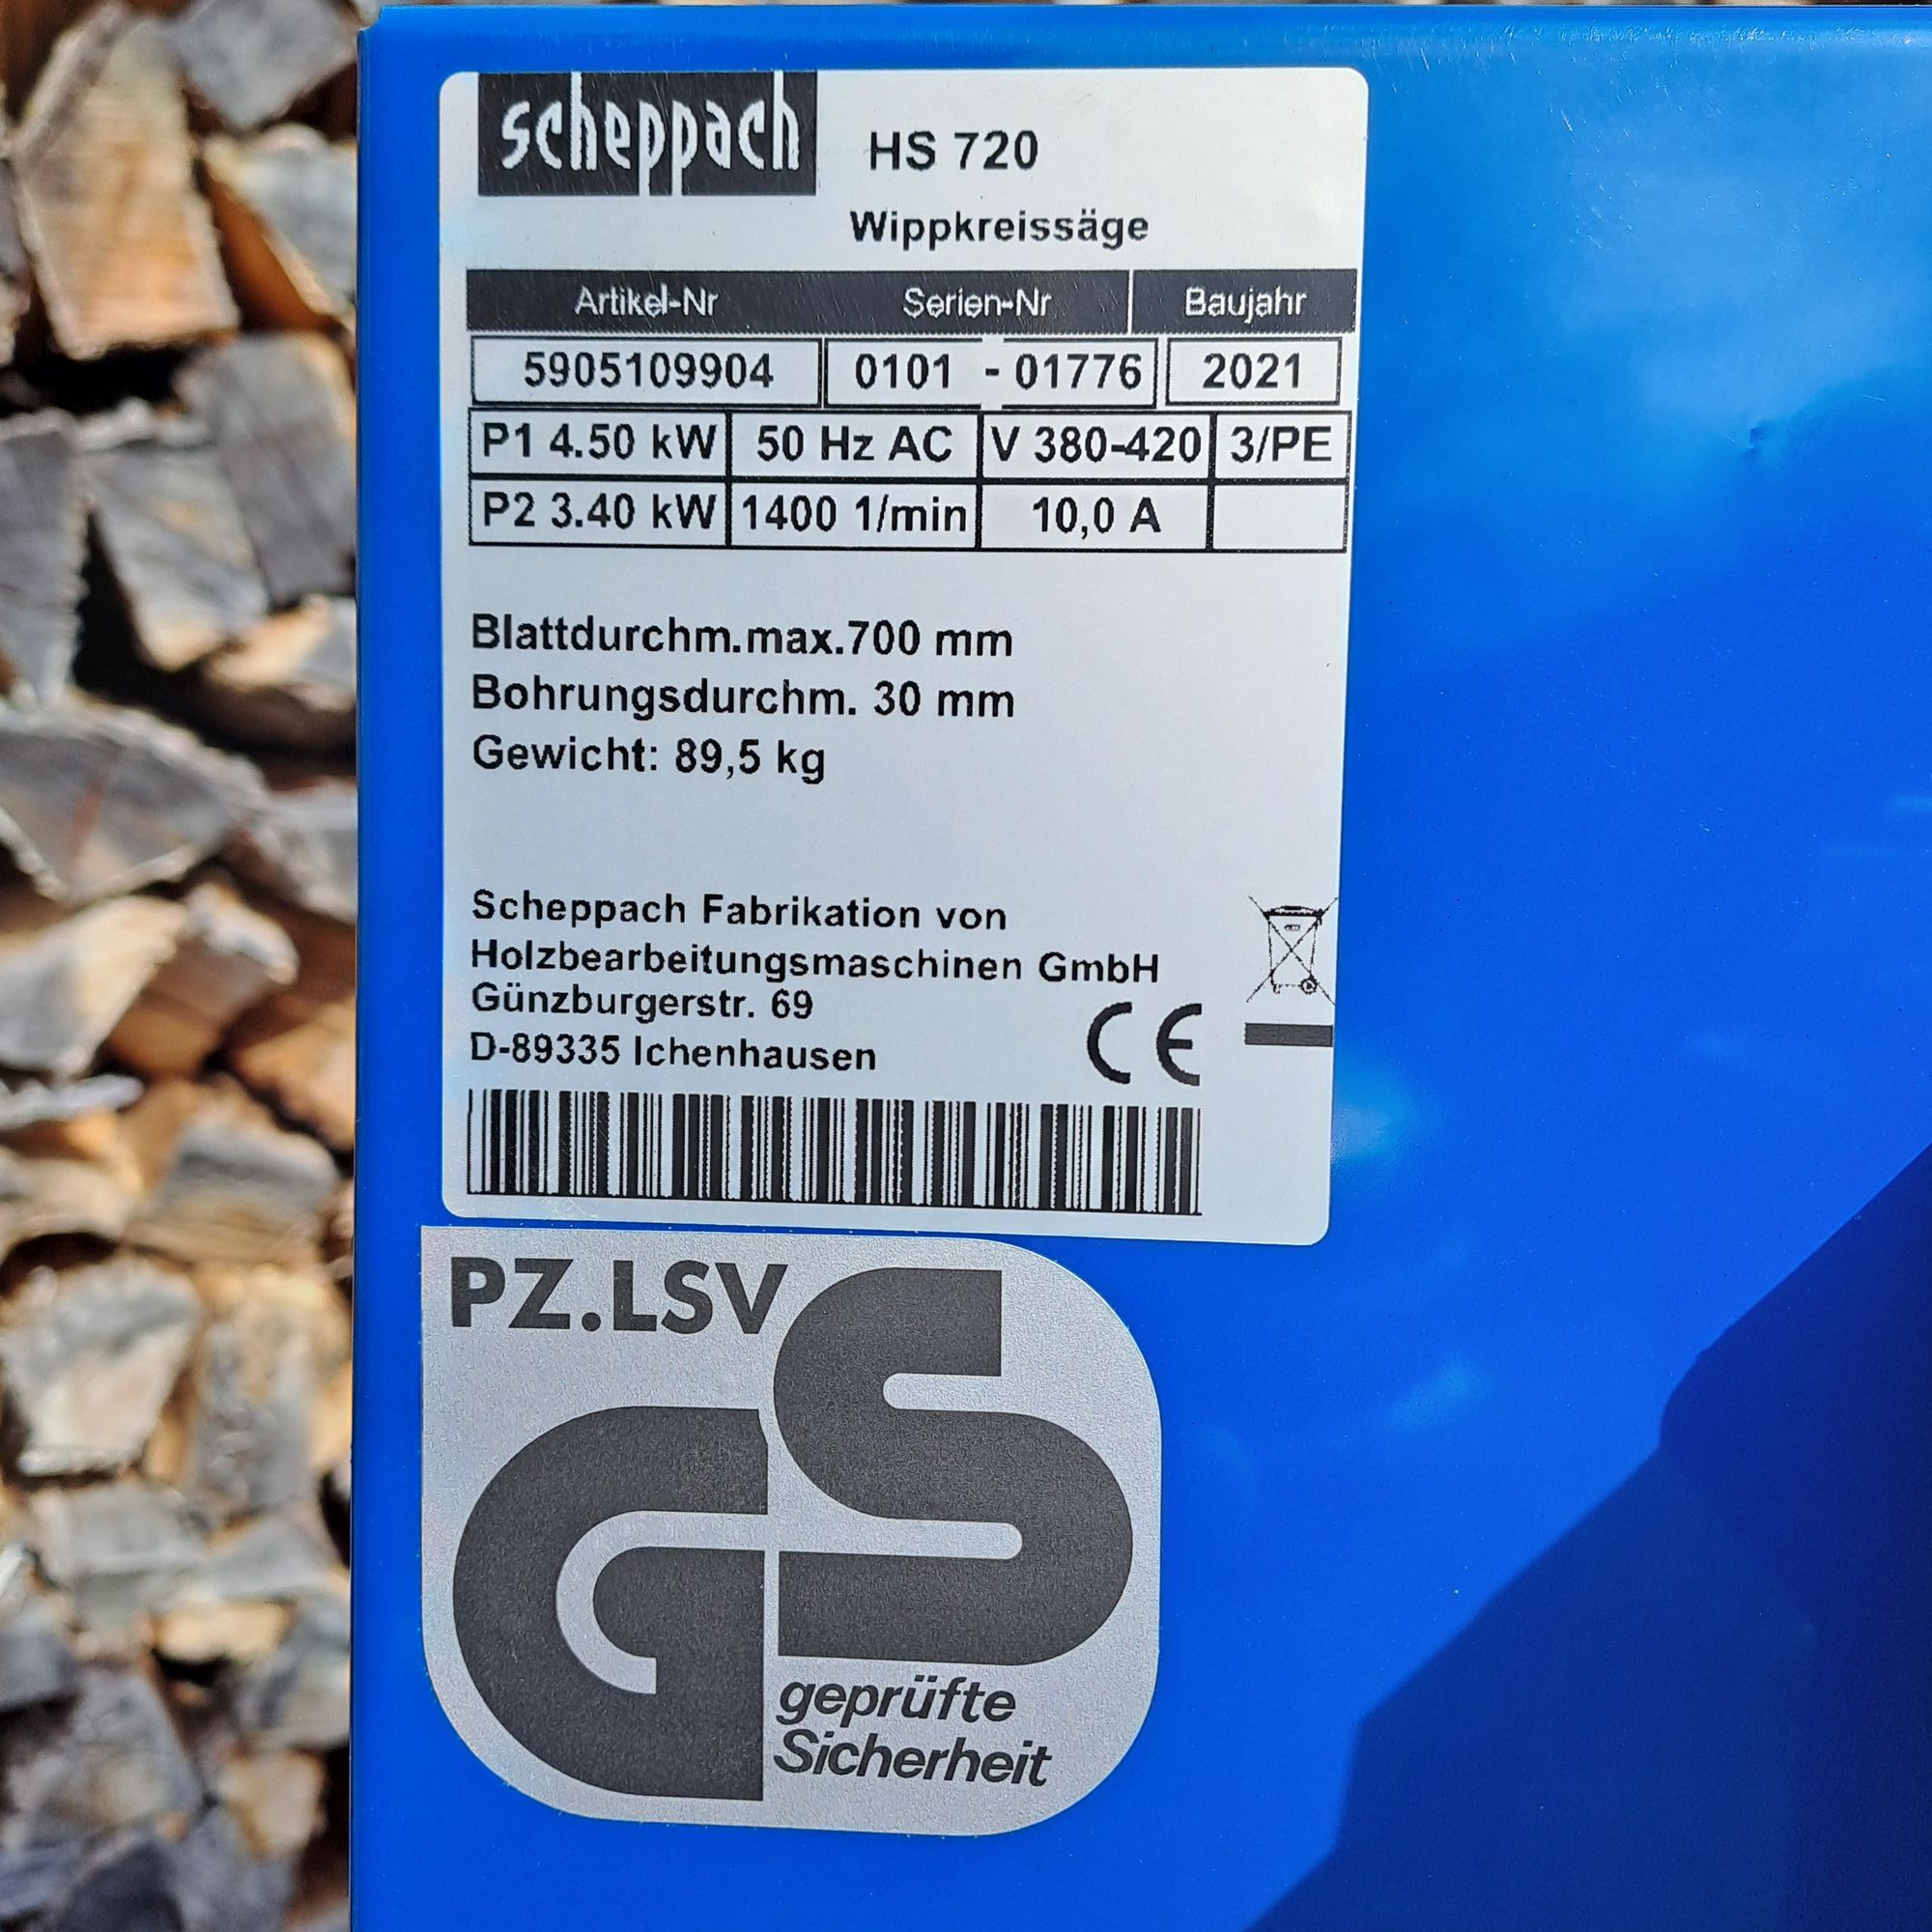 scheppach HS 720
Wippkreissäge
Artikel-Nr Serien-Nr Baujahr
5905109904 0101 - 01776 2021
P1 4.50 kW 50 Hz AC V 380-420 3/PE
P2 3.40 kW 1400 1/min 10,0 A
Blattdurchm.max.700 mm
Bohrungsdurchm. 30 mm
Gewicht: 89,5 kg
Scheppach Fabrikation von
Holzbearbeitungsmaschinen GmbH
Günzburgerstr. 69
D-89335 Ichenhausen
CE
PZ.LSV
GS
geprüfte
Sicherheit